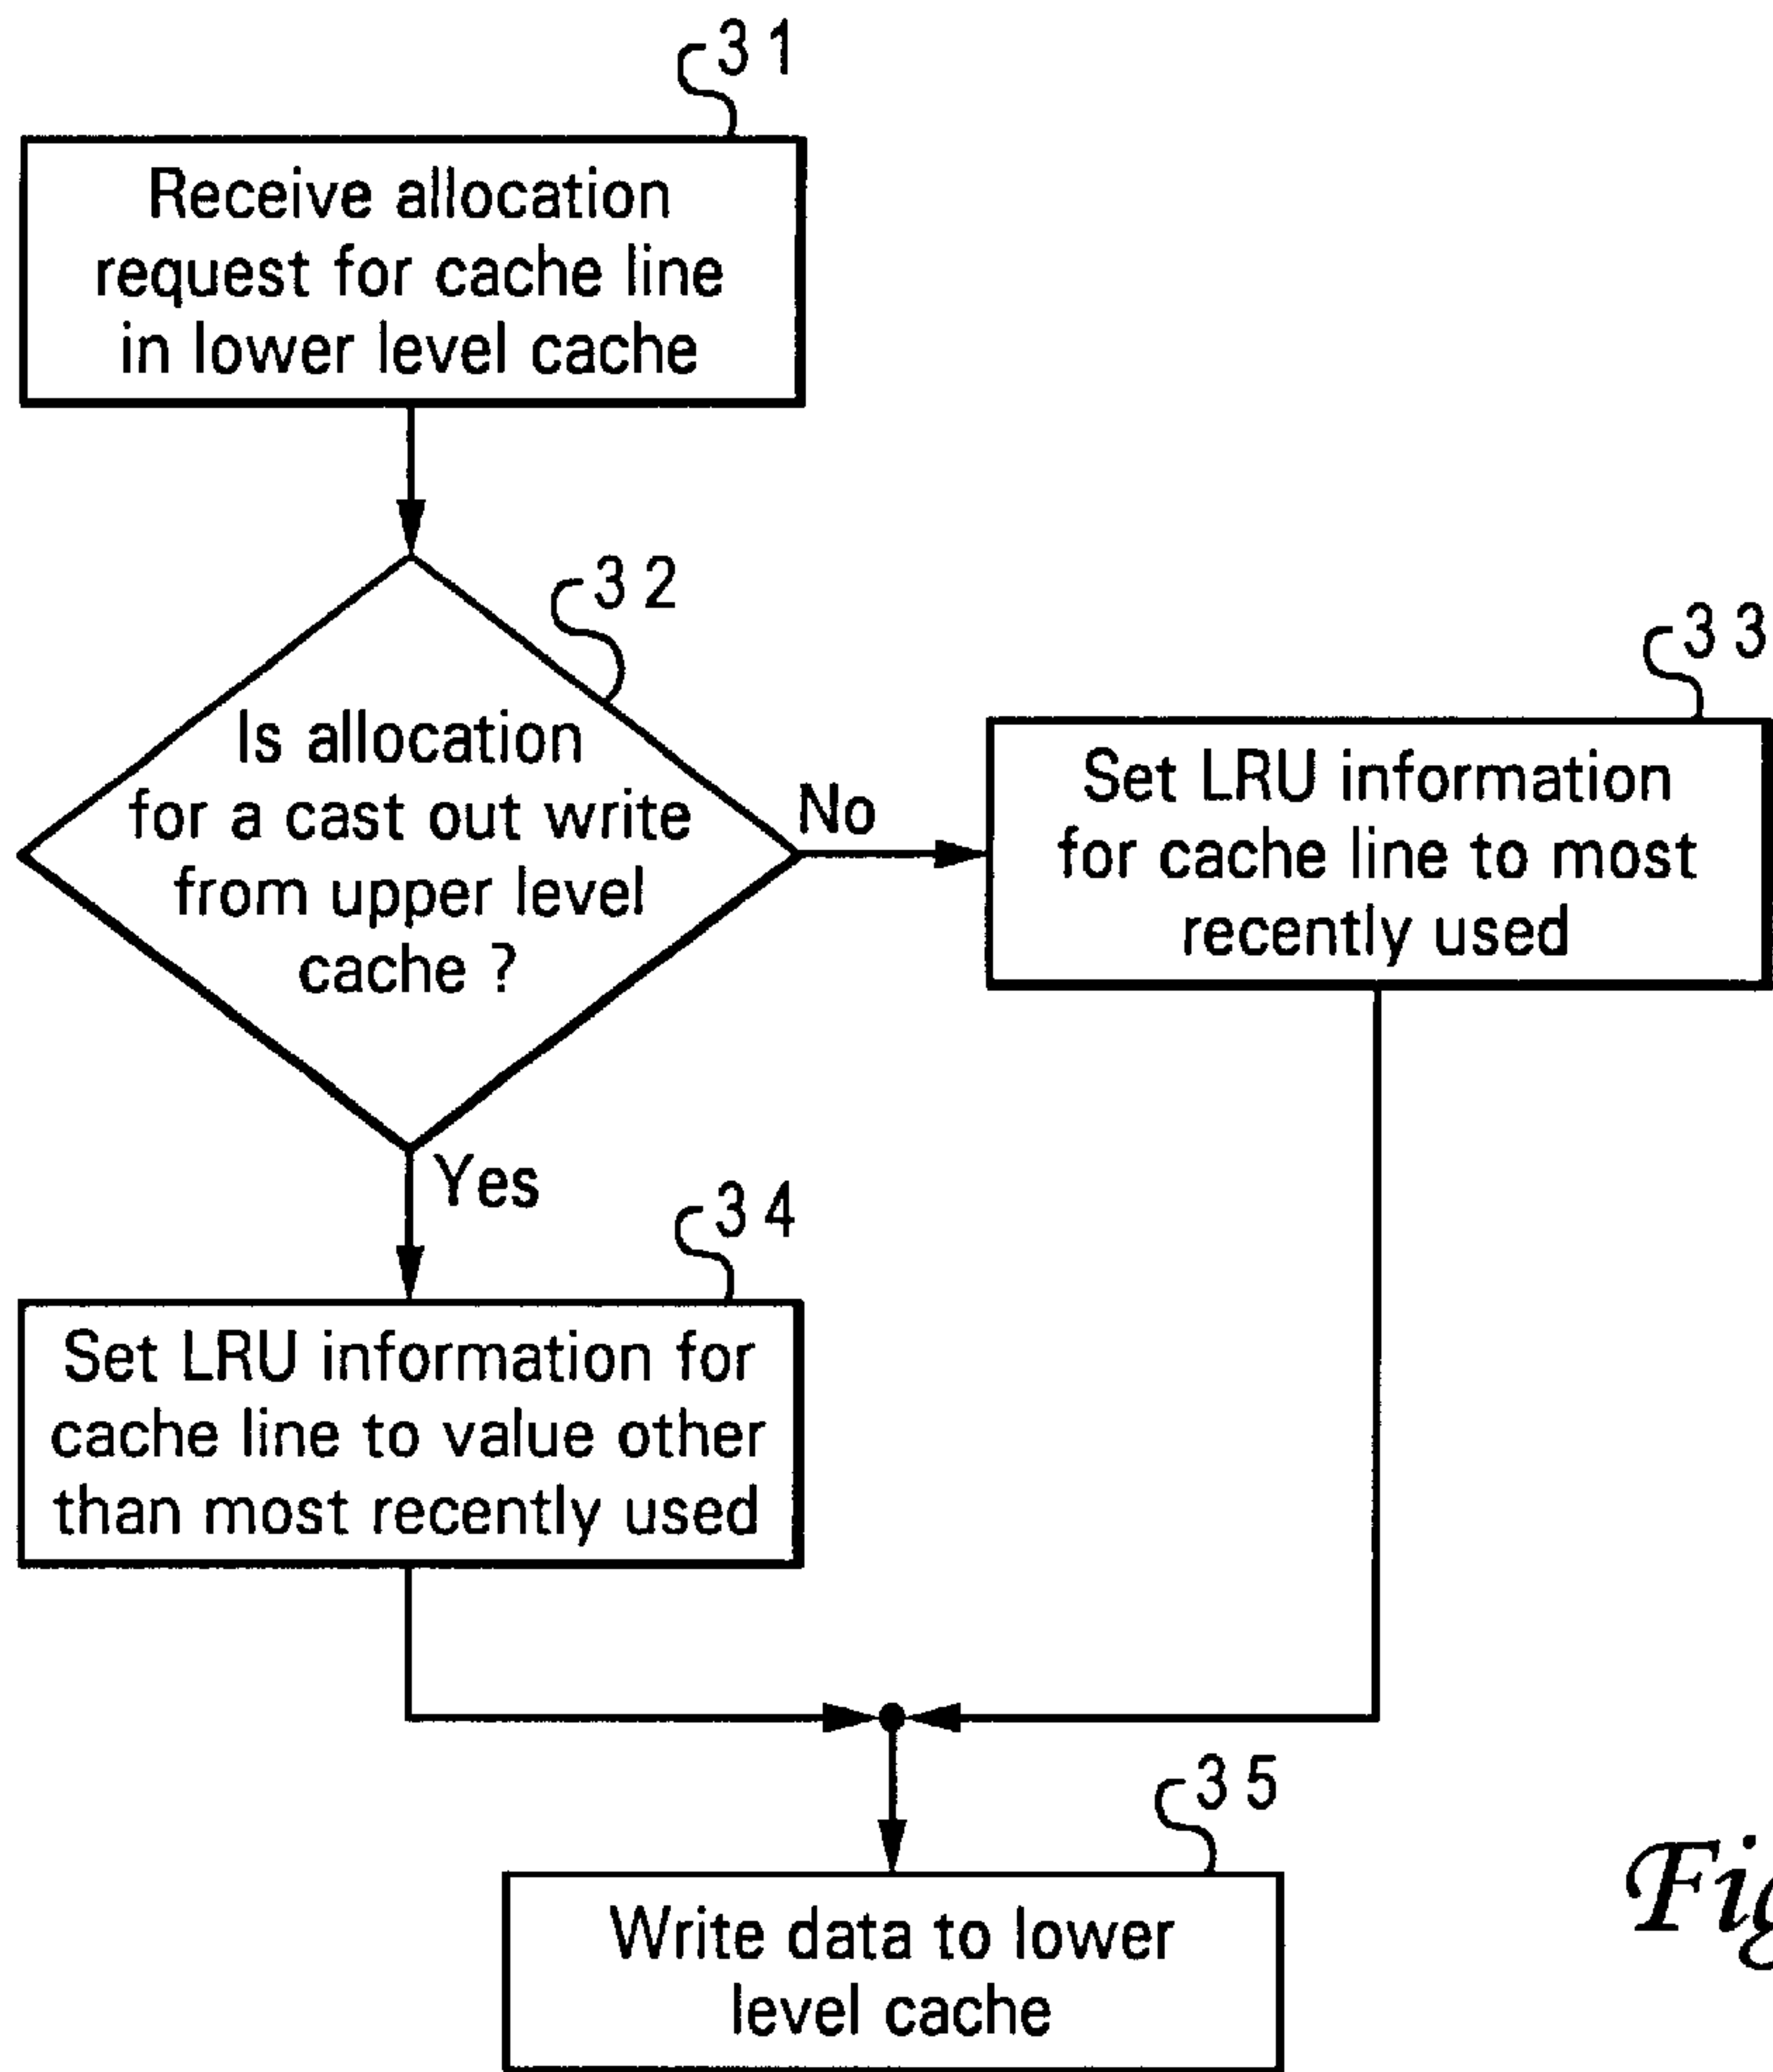 31
Receive allocation
request for cache line
in lower level cache
32
Is allocation
for a cast out write
from upper level
cache ?
No
33
Set LRU information
for cache line to most
recently used
Yes
34
Set LRU information for
cache line to value other
than most recently used
35
Write data to lower
level cache